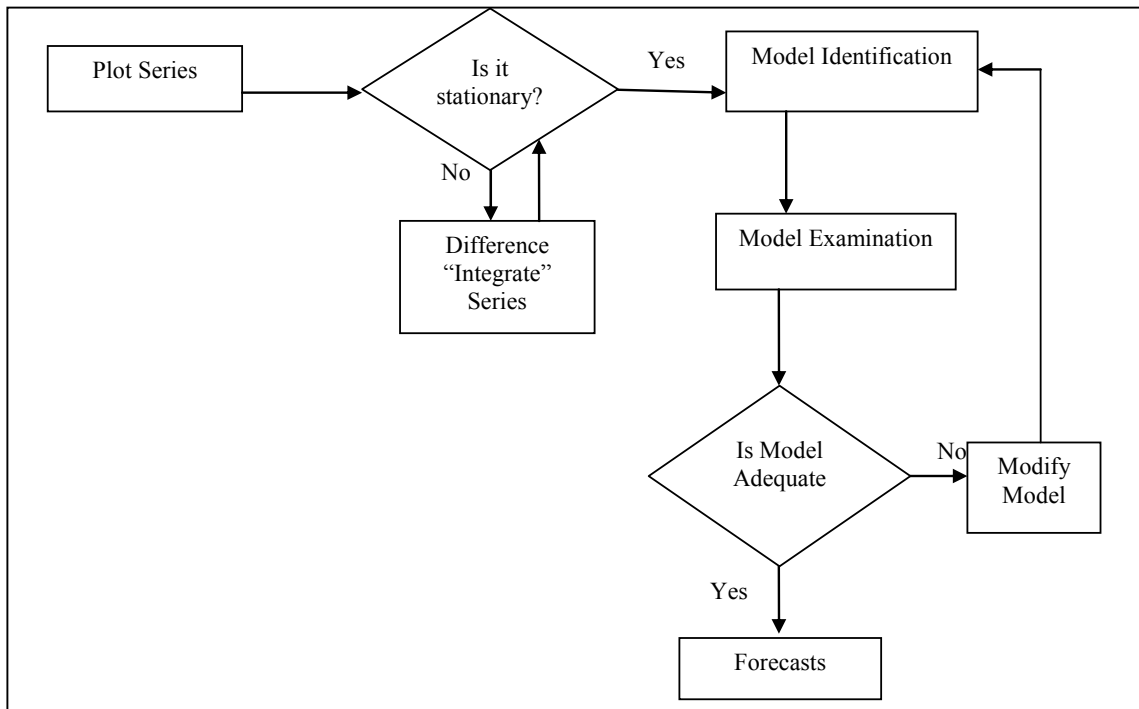 Plot Series
Is it
stationary?
Yes
Model Identification
No
Difference
“Integrate”
Series
Model Examination
Is Model
Adequate
No
Modify
Model
Yes
Forecasts